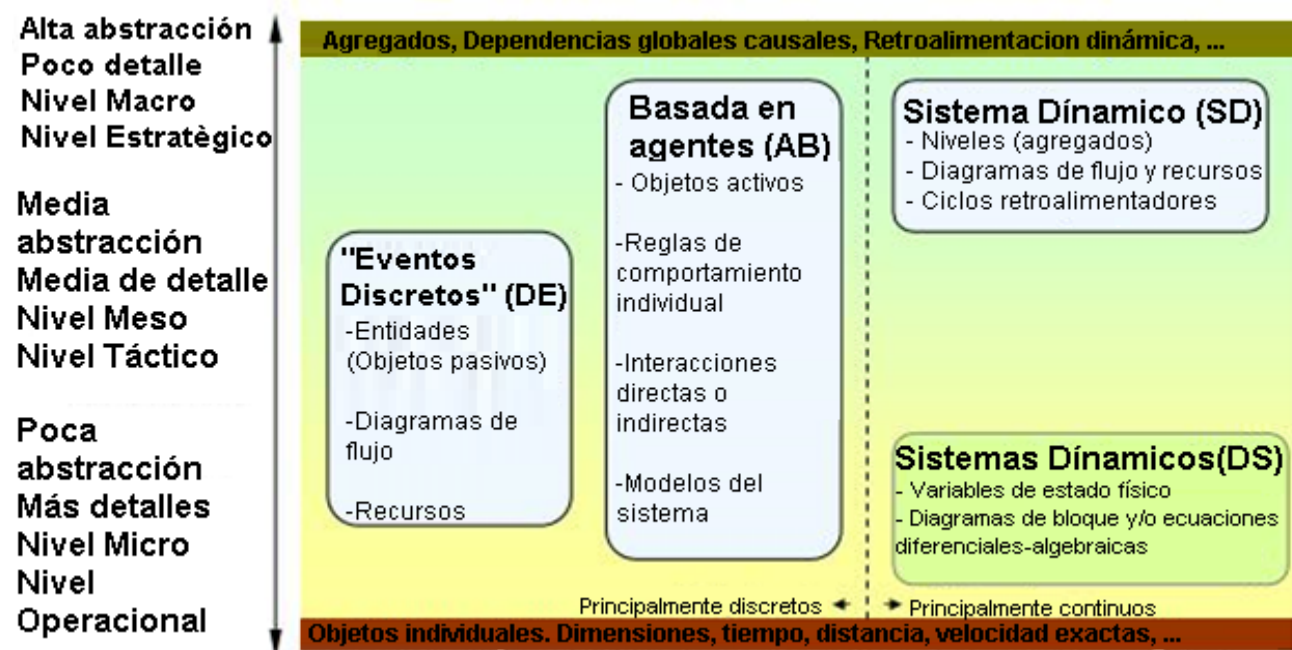 Alta abstracción
Poco detalle
Nivel Macro
Nivel Estratègico
Media
abstracción
Media de detalle
Nivel Meso
Nivel Táctico
Poca
abstracción
Más detalles
Nivel Micro
Nivel
Operacional
Agregados, Dependencias globales causales, Retroalimentacion dinámica, ...
"Eventos
Discretos" (DE)
-Entidades
(Objetos pasivos)
-Diagramas de
flujo
-Recursos
Basada en
agentes (AB)
- Objetos activos
-Reglas de
comportamiento
individual
-Interacciones
directas o
indirectas
-Modelos del
sistema
Sistema Dínamico (SD)
- Niveles (agregados)
- Diagramas de flujo y recursos
- Ciclos retroalimentadores
Sistemas Dínamicos(DS)
- Variables de estado físico
- Diagramas de bloque y/o ecuaciones
diferenciales-algebraicas
Principalmente discretos
Principalmente continuos
Objetos individuales. Dimensiones, tiempo, distancia, velocidad exactas, ...